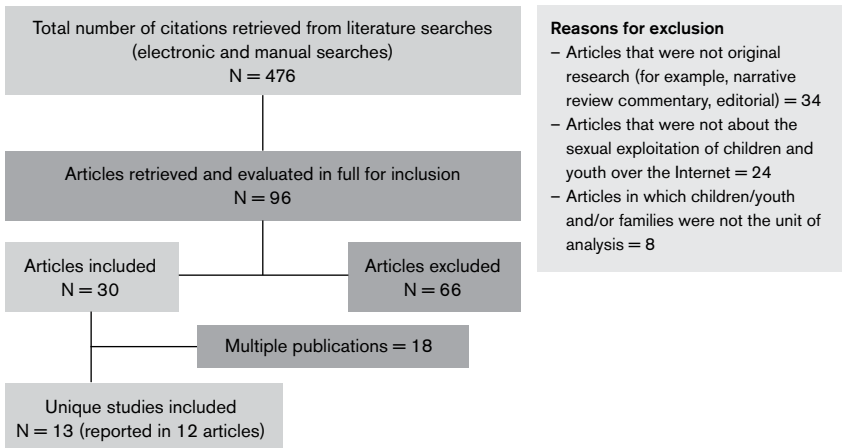 Total number of citations retrieved from literature searches
(electronic and manual searches)
N = 476
Articles retrieved and evaluated in full for inclusion
N = 96
Articles included
N = 30
Articles excluded
N = 66
Multiple publications = 18
Unique studies included
N = 13 (reported in 12 articles)
Reasons for exclusion
– Articles that were not original
research (for example, narrative
review commentary, editorial) = 34
– Articles that were not about the
sexual exploitation of children and
youth over the Internet = 24
– Articles in which children/youth
and/or families were not the unit of
analysis = 8